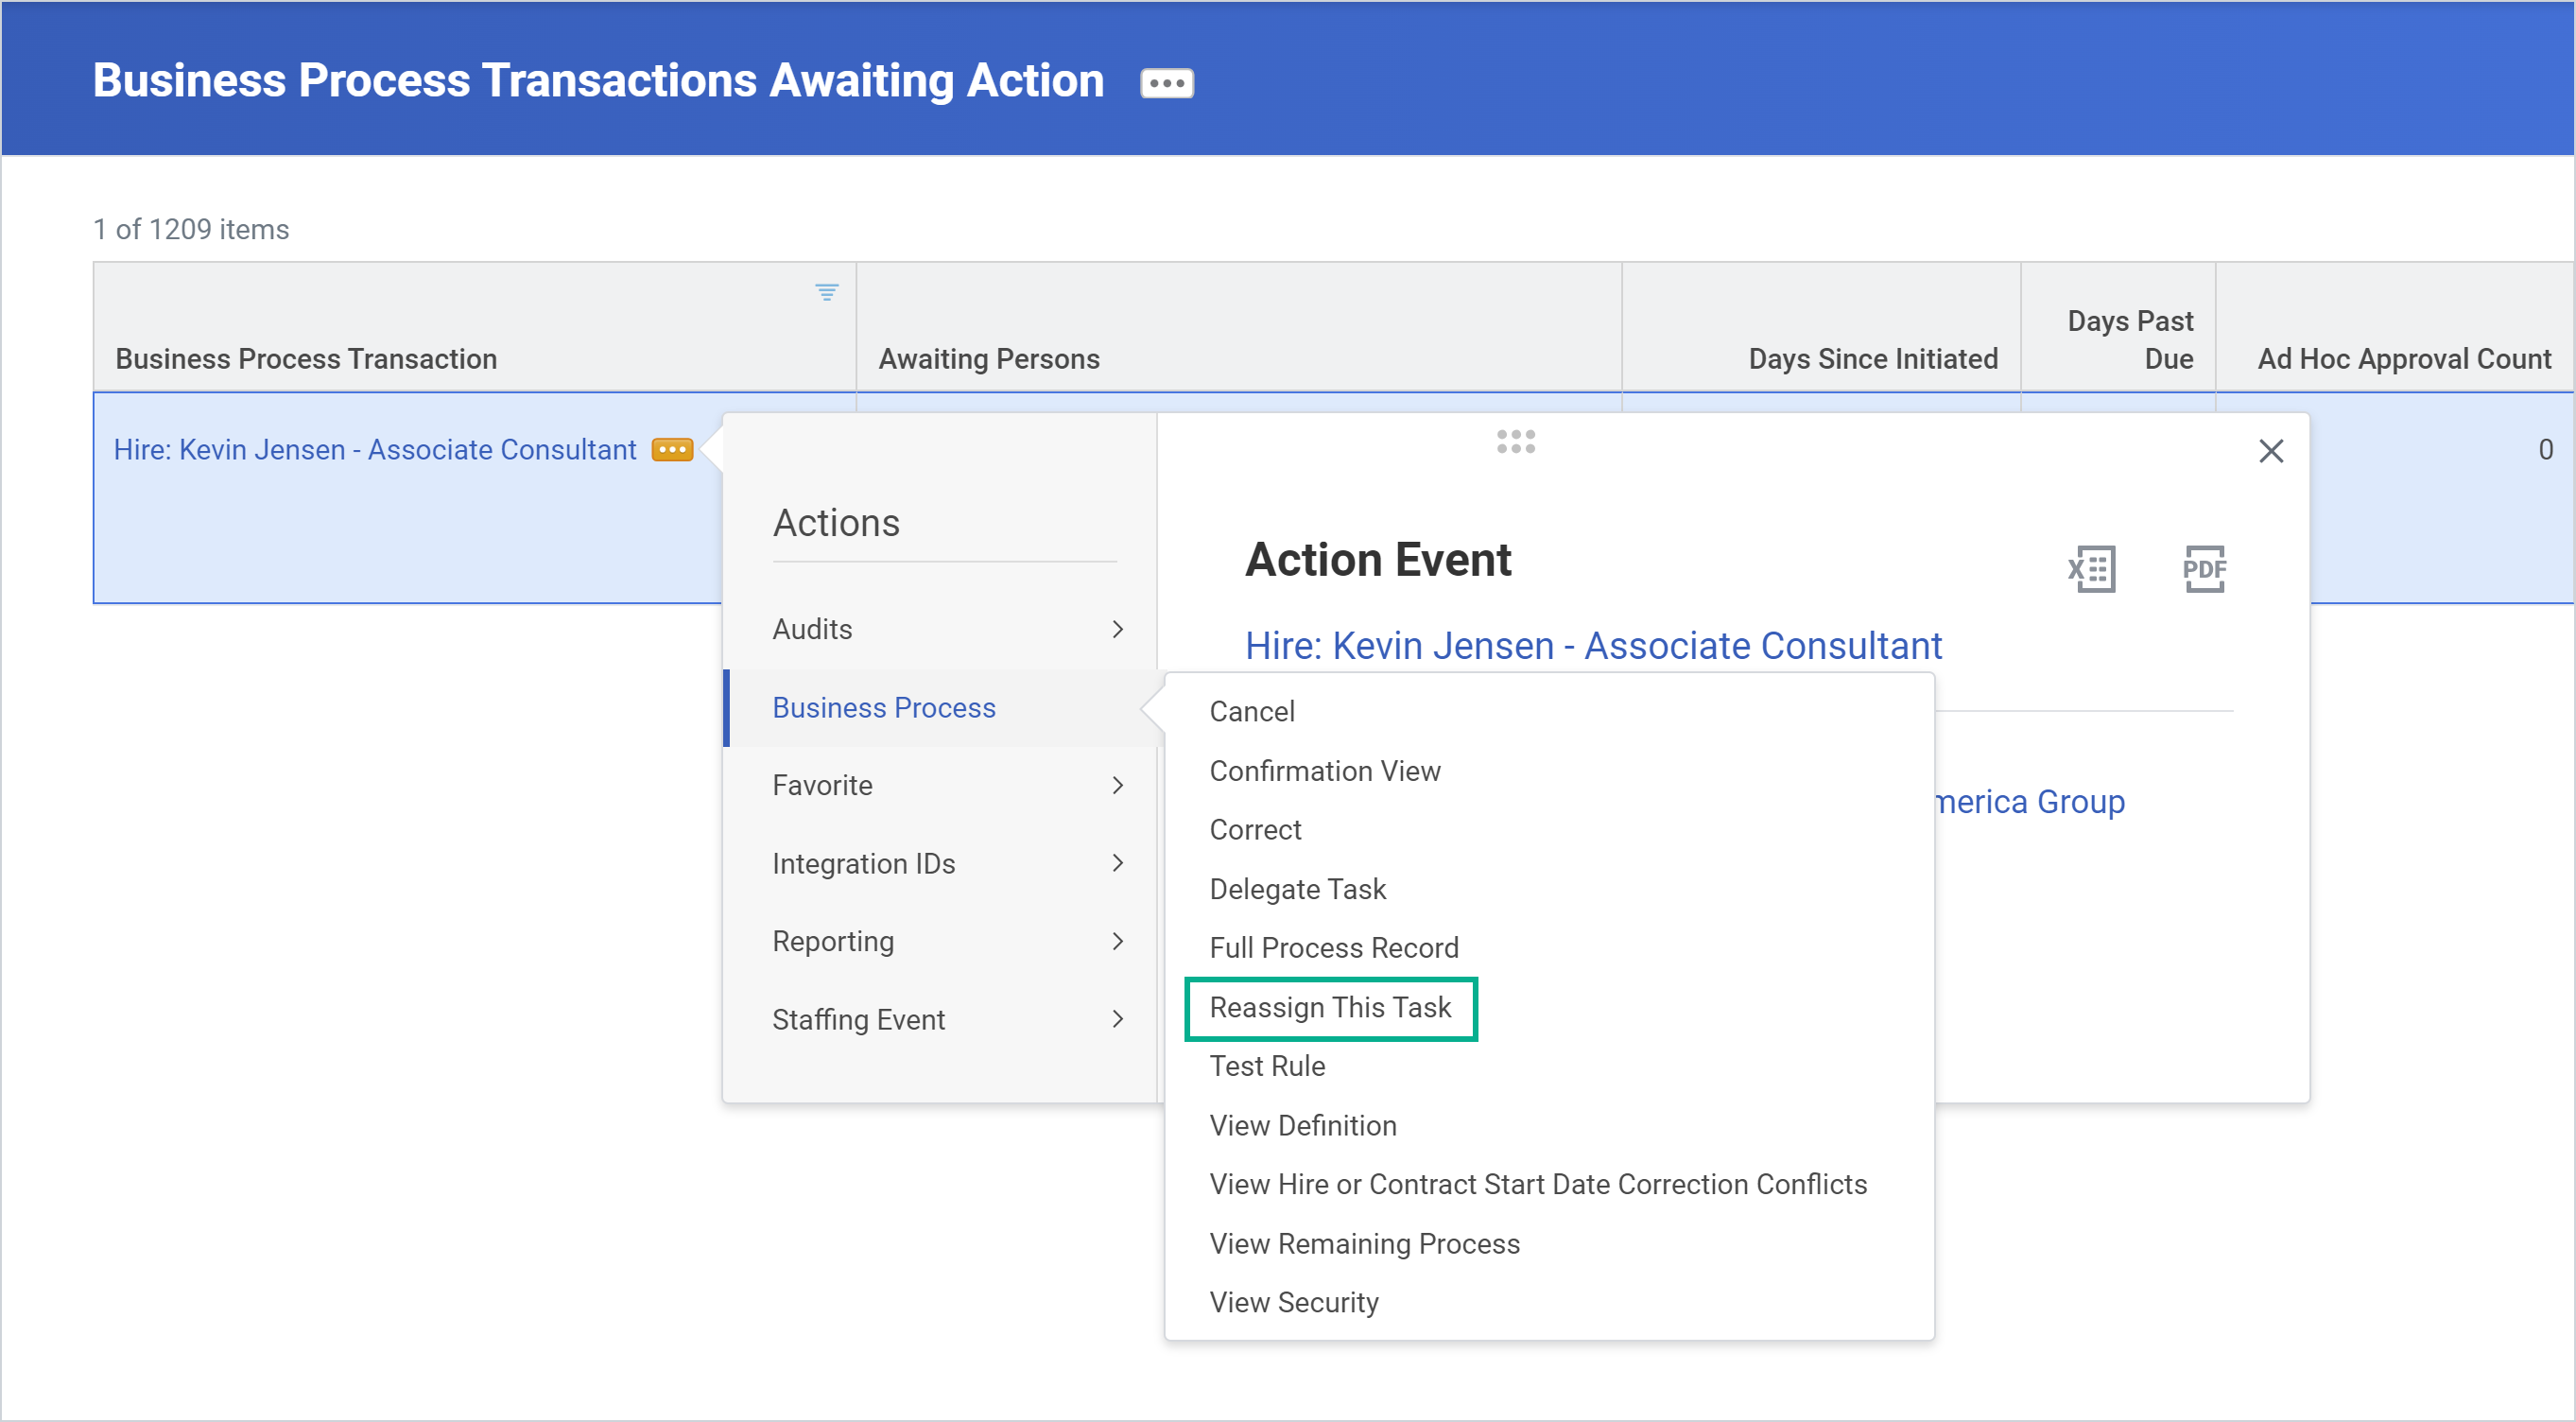 Business Process Transactions Awaiting Action
1 of 1209 items
Business Process Transaction
Awaiting Persons
Days Since Initiated
Days Past
Due
Ad Hoc Approval Count
Hire: Kevin Jensen - Associate Consultant
0
Actions
Audits
Business Process
Favorite
Integration IDs
Reporting
Staffing Event
Action Event
X
PDF
Hire: Kevin Jensen - Associate Consultant
Group
Cancel
Confirmation View
Correct
Delegate Task
Full Process Record
Reassign This Task
Test Rule
View Definition
View Hire or Contract Start Date Correction Conflicts
View Remaining Process
View Security